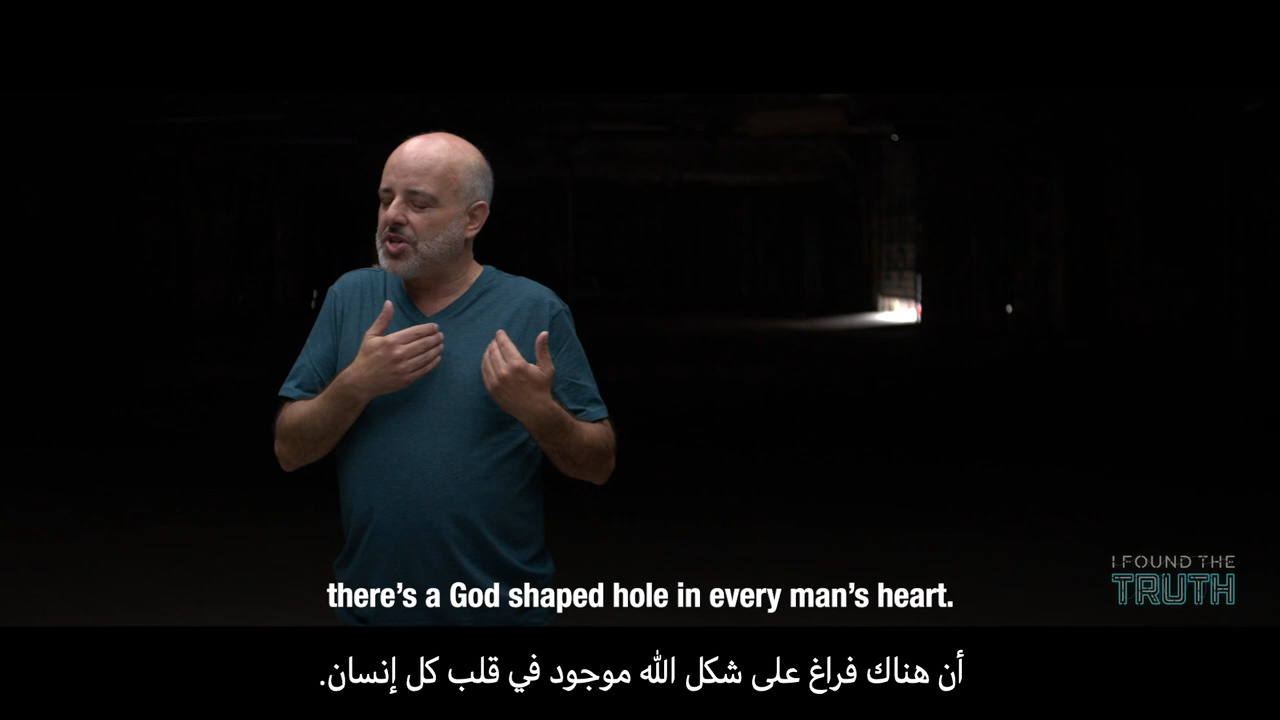 I FOUND THE
TRUTH
there's a God shaped hole in every man's heart.
أن هناك فراغ على شكل الله موجود في قلب كل إنسان.